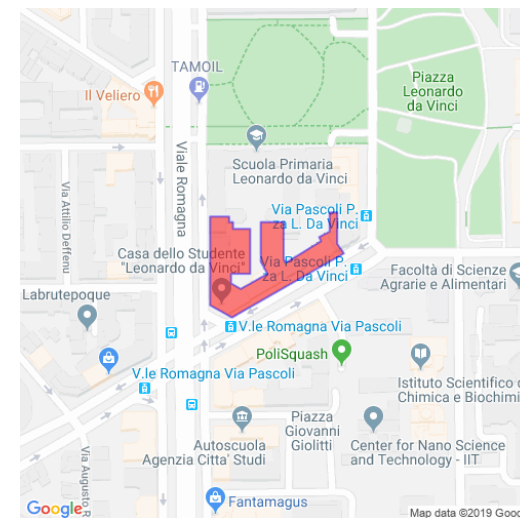 TAMOIL
Il Veliero
Piazza
Leonardo
da Vinci
Viale Romagna
Scuola Primaria
Leonardo da Vinci
Via Attilio Deffenu
Via Pascoli P.
za L. Da Vinci
Casa dello Studente
"Leonardo da Vinci"
Via Pascoli P.
za L. Da Vinci
Facoltà di Scienze
Agrarie e Alimentari
Labrutepoque
V.le Romagna Via Pascoli
PoliSquash
V.le Romagna Via Pascoli
Istituto Scientifico
Chimica e Biochimi
Piazza
Giovanni
Giolitti
Autoscuola
Agenzia Citta' Studi
Center for Nano Science
and Technology - IIT
Via Augusto R
Fantamagus
Google
Map data ©2019 Goo